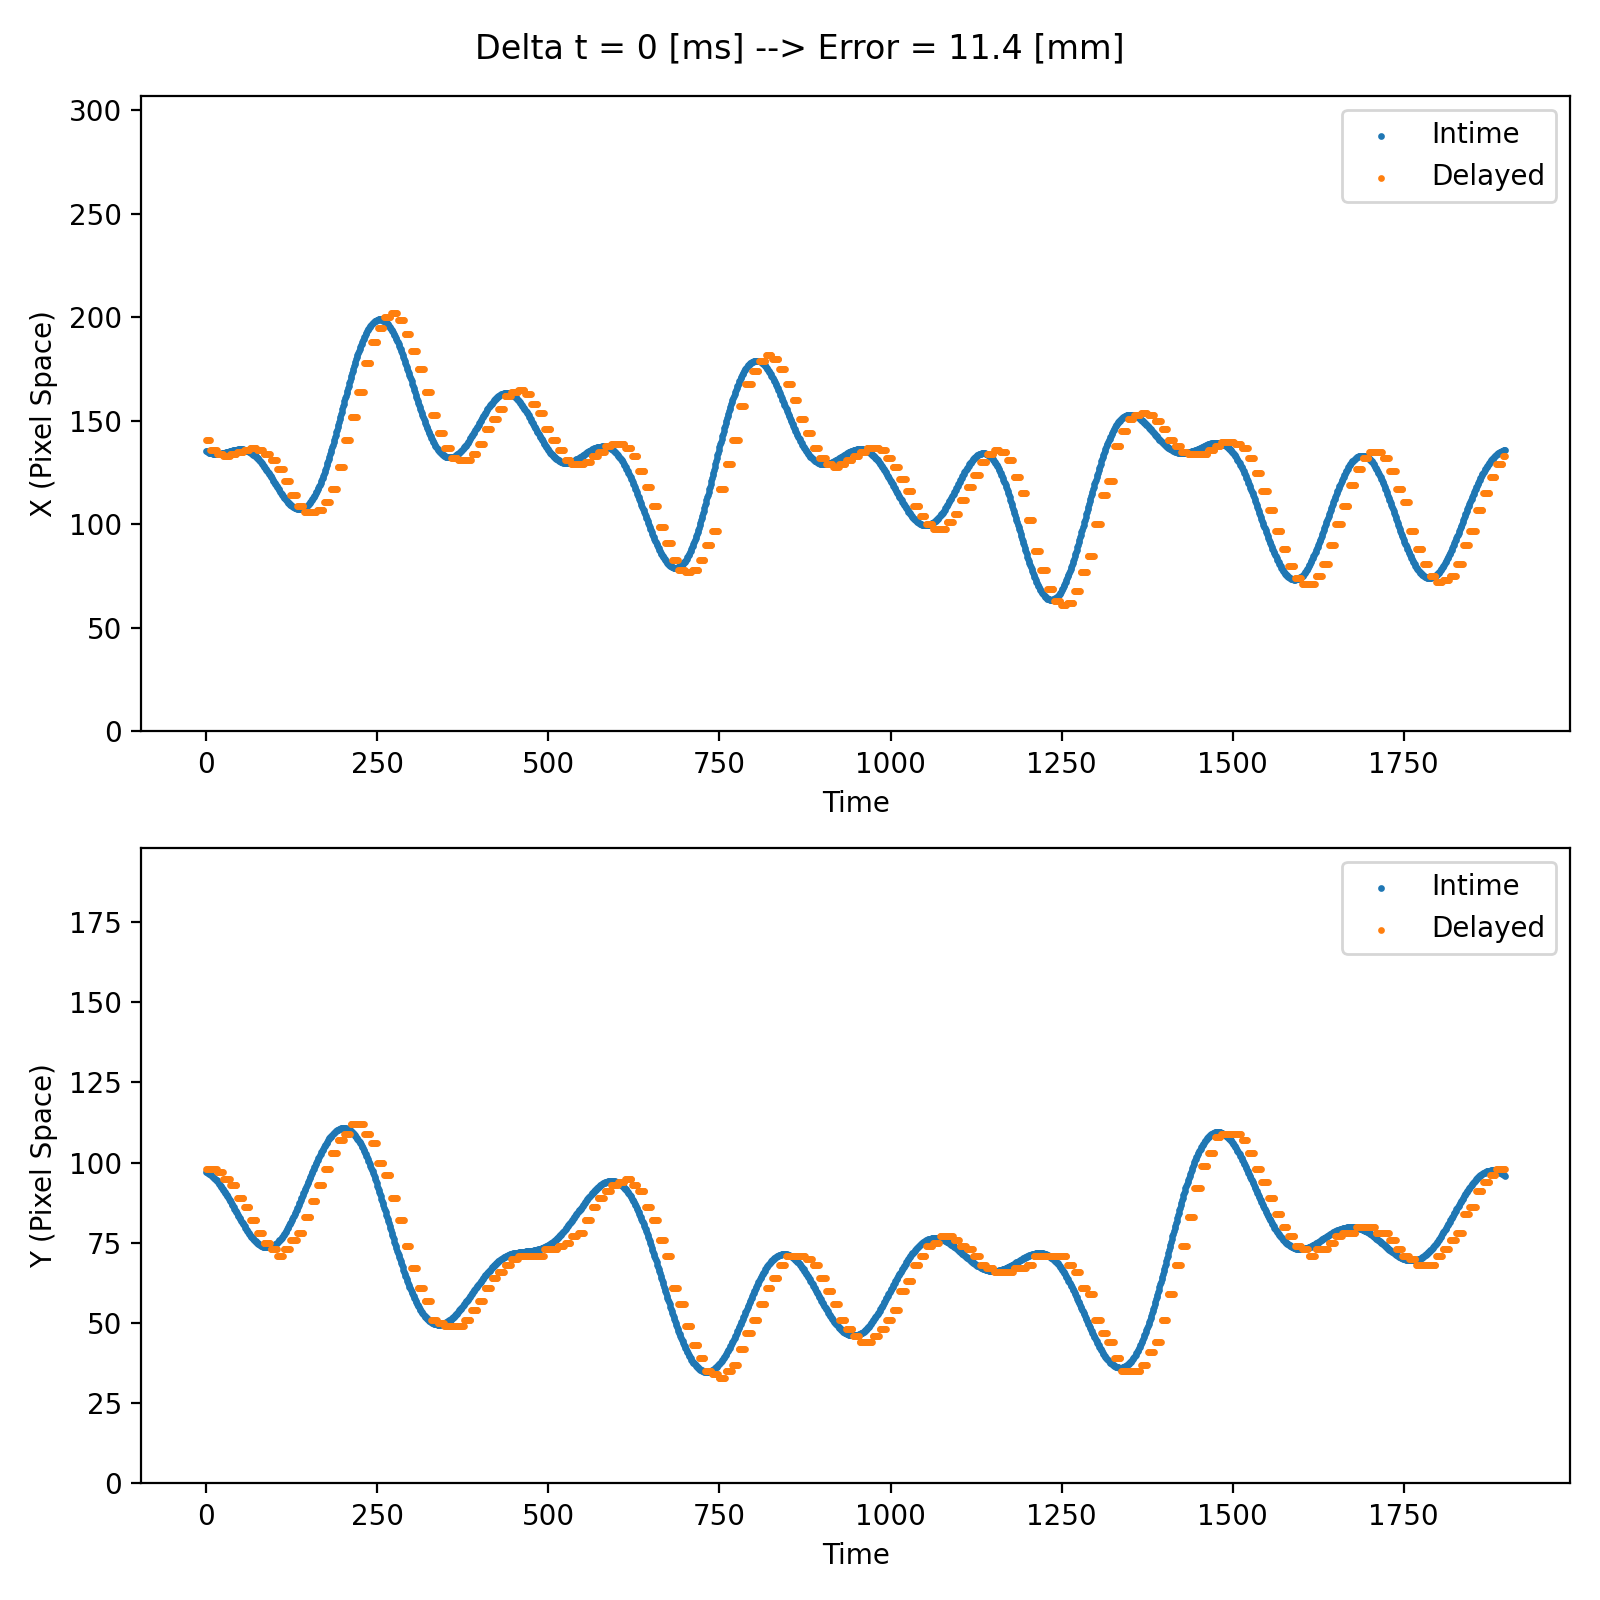 Delta t = 0 [ms] --> Error = 11.4 [mm]
300
250
200
150
100
50
0
X (Pixel Space)
Intime
Delayed
0 250 500 750 1000 1250 1500 1750
Time
175
150
125
100
75
50
25
0
Y (Pixel Space)
Intime
Delayed
0 250 500 750 1000 1250 1500 1750
Time